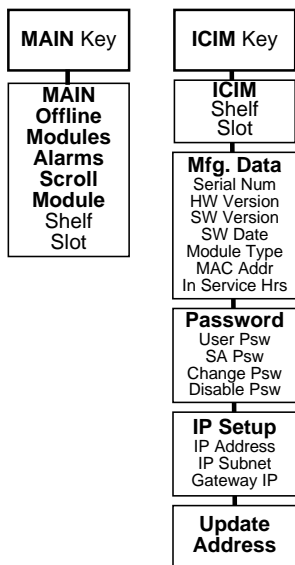 MAIN Key
MAIN
Offline
Modules
Alarms
Scroll
Module
Shelf
Slot
ICIM Key
ICIM
Shelf
Slot
Mfg. Data
Serial Num
HW Version
SW Version
SW Date
Module Type
MAC Addr
In Service Hrs
Password
User Psw
SA Psw
Change Psw
Disable Psw
IP Setup
IP Address
IP Subnet
Gateway IP
Update
Address